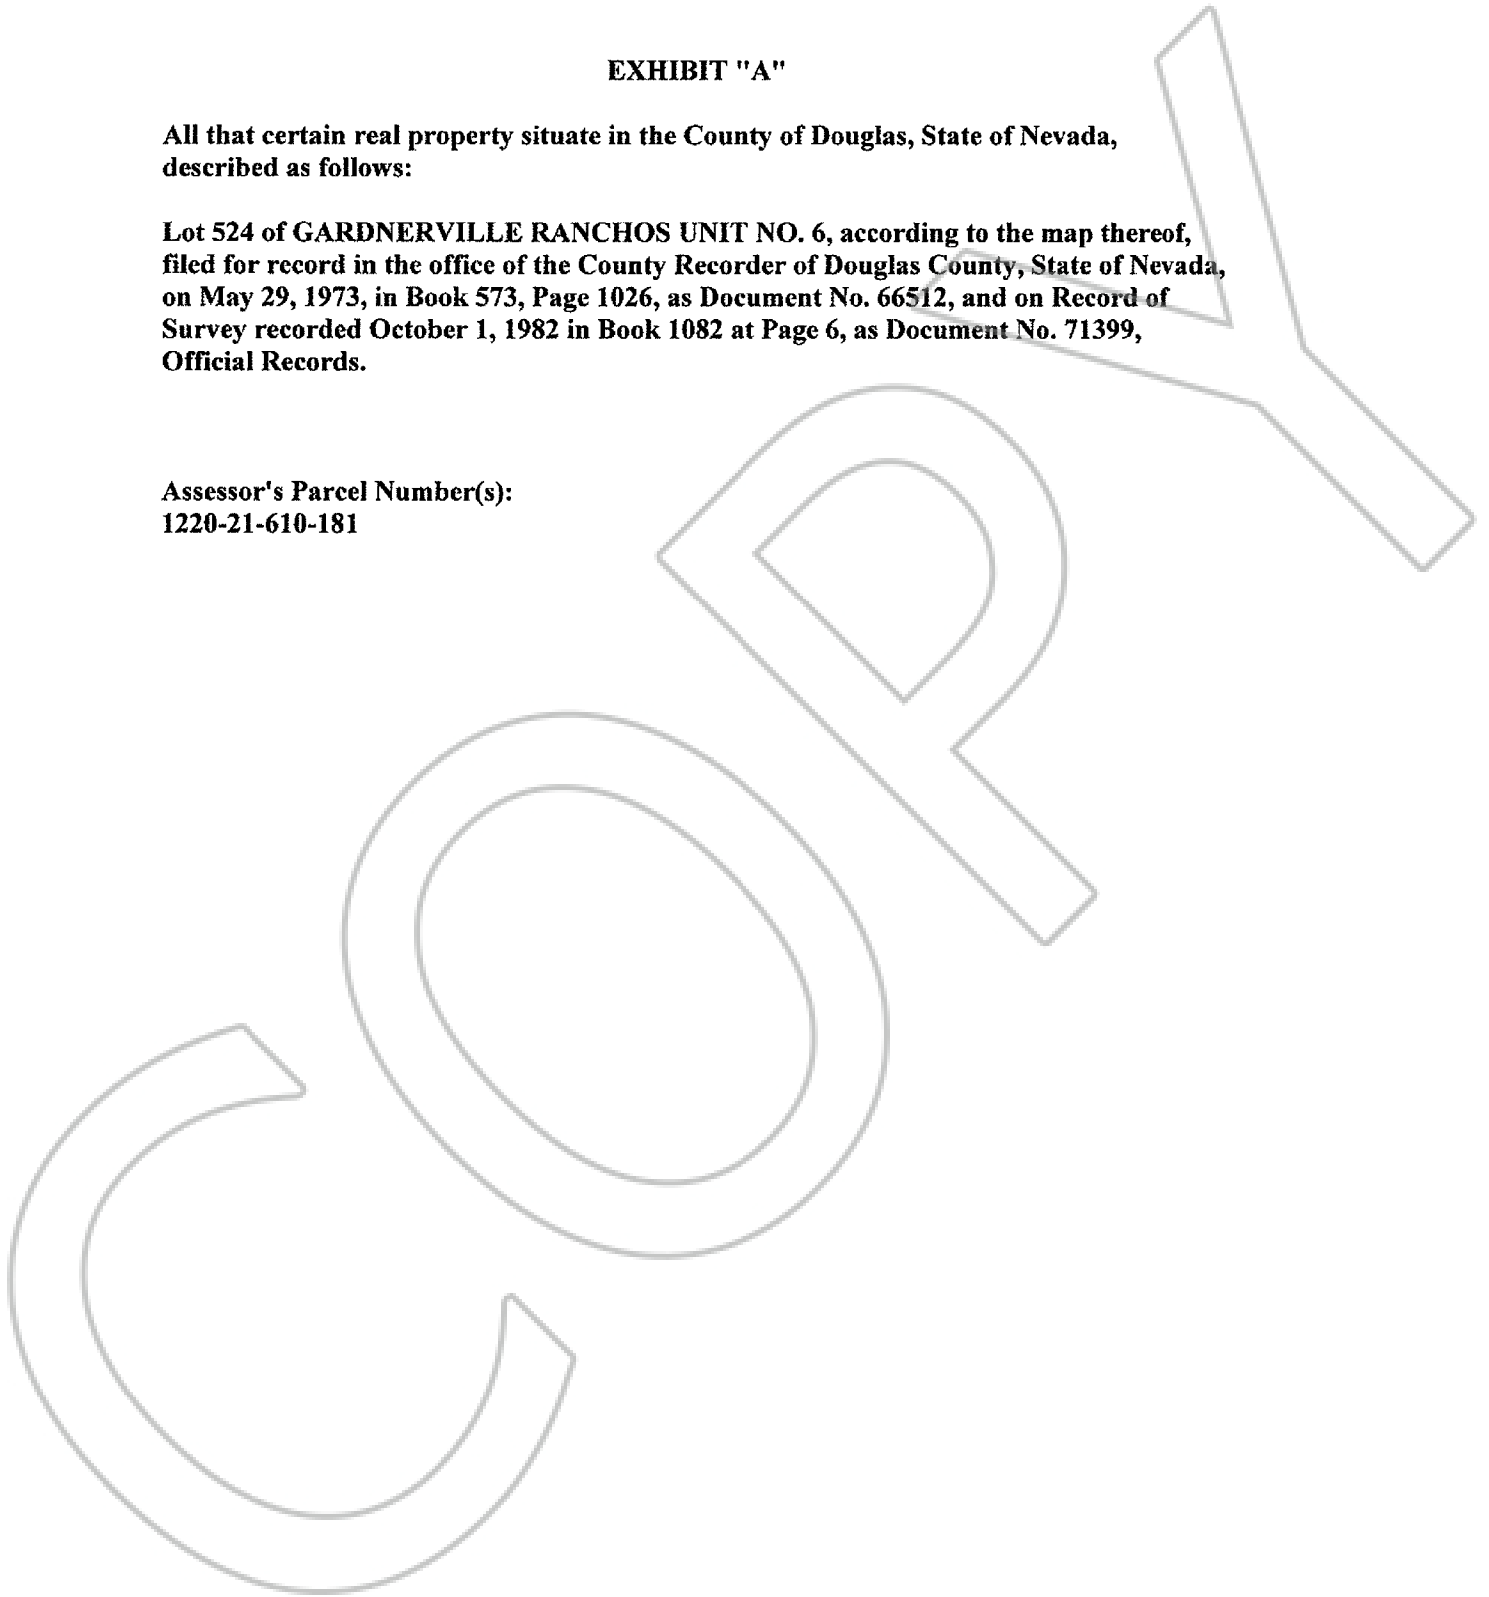 EXHIBIT "A"
All that certain real property situate in the County of Douglas, State of Nevada,
described as follows:
Lot 524 of GARDNERVILLE RANCHOS UNIT NO. 6, according to the map thereof,
filed for record in the office of the County Recorder of Douglas County, State of Nevada,
on May 29, 1973, in Book 573, Page 1026, as Document No. 66512, and on Record of
Survey recorded October 1, 1982 in Book 1082 at Page 6, as Document No. 71399,
Official Records.
Assessor's Parcel Number(s):
1220-21-610-181
COPY